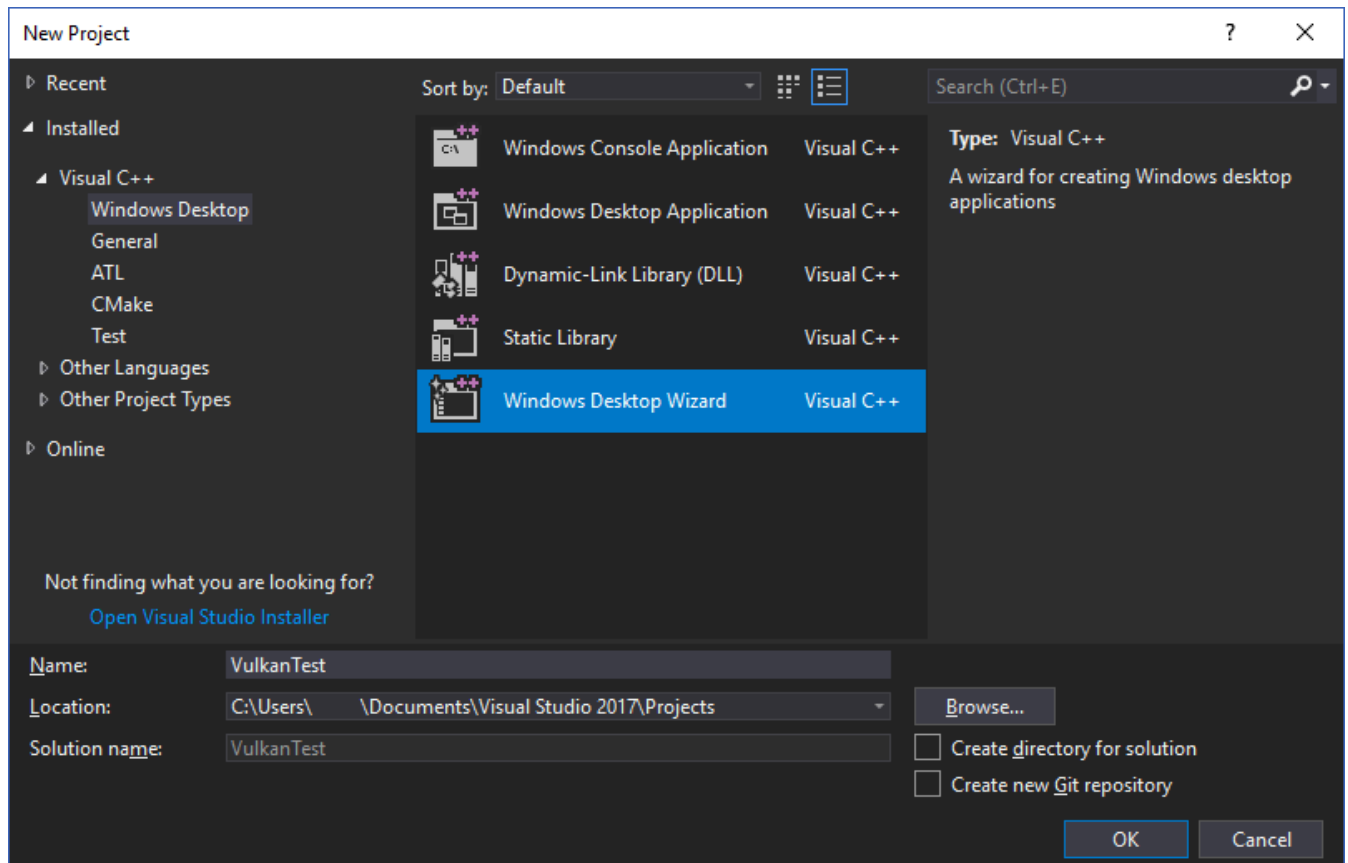 New Project
?
Recent
Installed
Visual C++
Windows Desktop
General
ATL
CMake
Test
Other Languages
Other Project Types
Online
Not finding what you are looking for?
Open Visual Studio Installer
Sort by: Default
C:\
Windows Console Application Visual C++
Windows Desktop Application Visual C++
Dynamic-Link Library (DLL) Visual C++
Static Library Visual C++
Windows Desktop Wizard Visual C++
Search (Ctrl+E)
Type: Visual C++
A wizard for creating Windows desktop
applications
Name: VulkanTest
Location: C:\Users\ \Documents\Visual Studio 2017\Projects
Browse...
Solution name: VulkanTest
Create directory for solution
Create new Git repository
OK Cancel